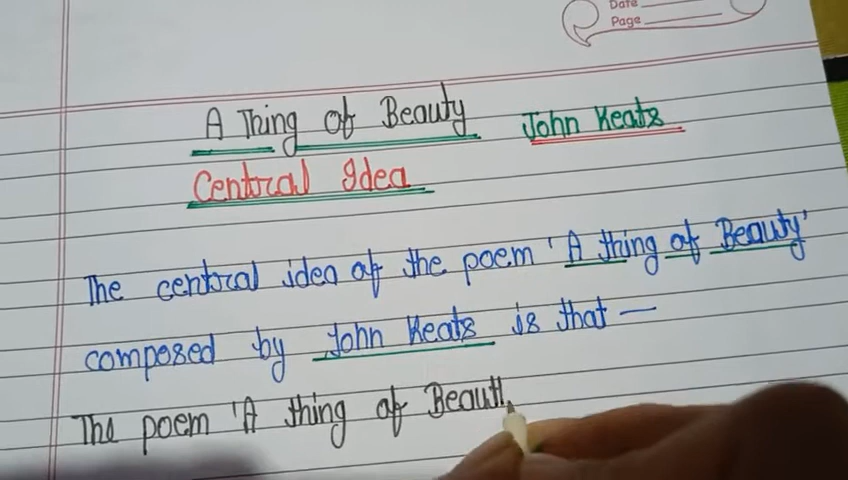 Date
Page
A Thing of Beauty John Keats
Central Idea
The central idea of the poem 'A thing of Beauty'
composed by John Keats is that —
The poem 'A thing of Beaut